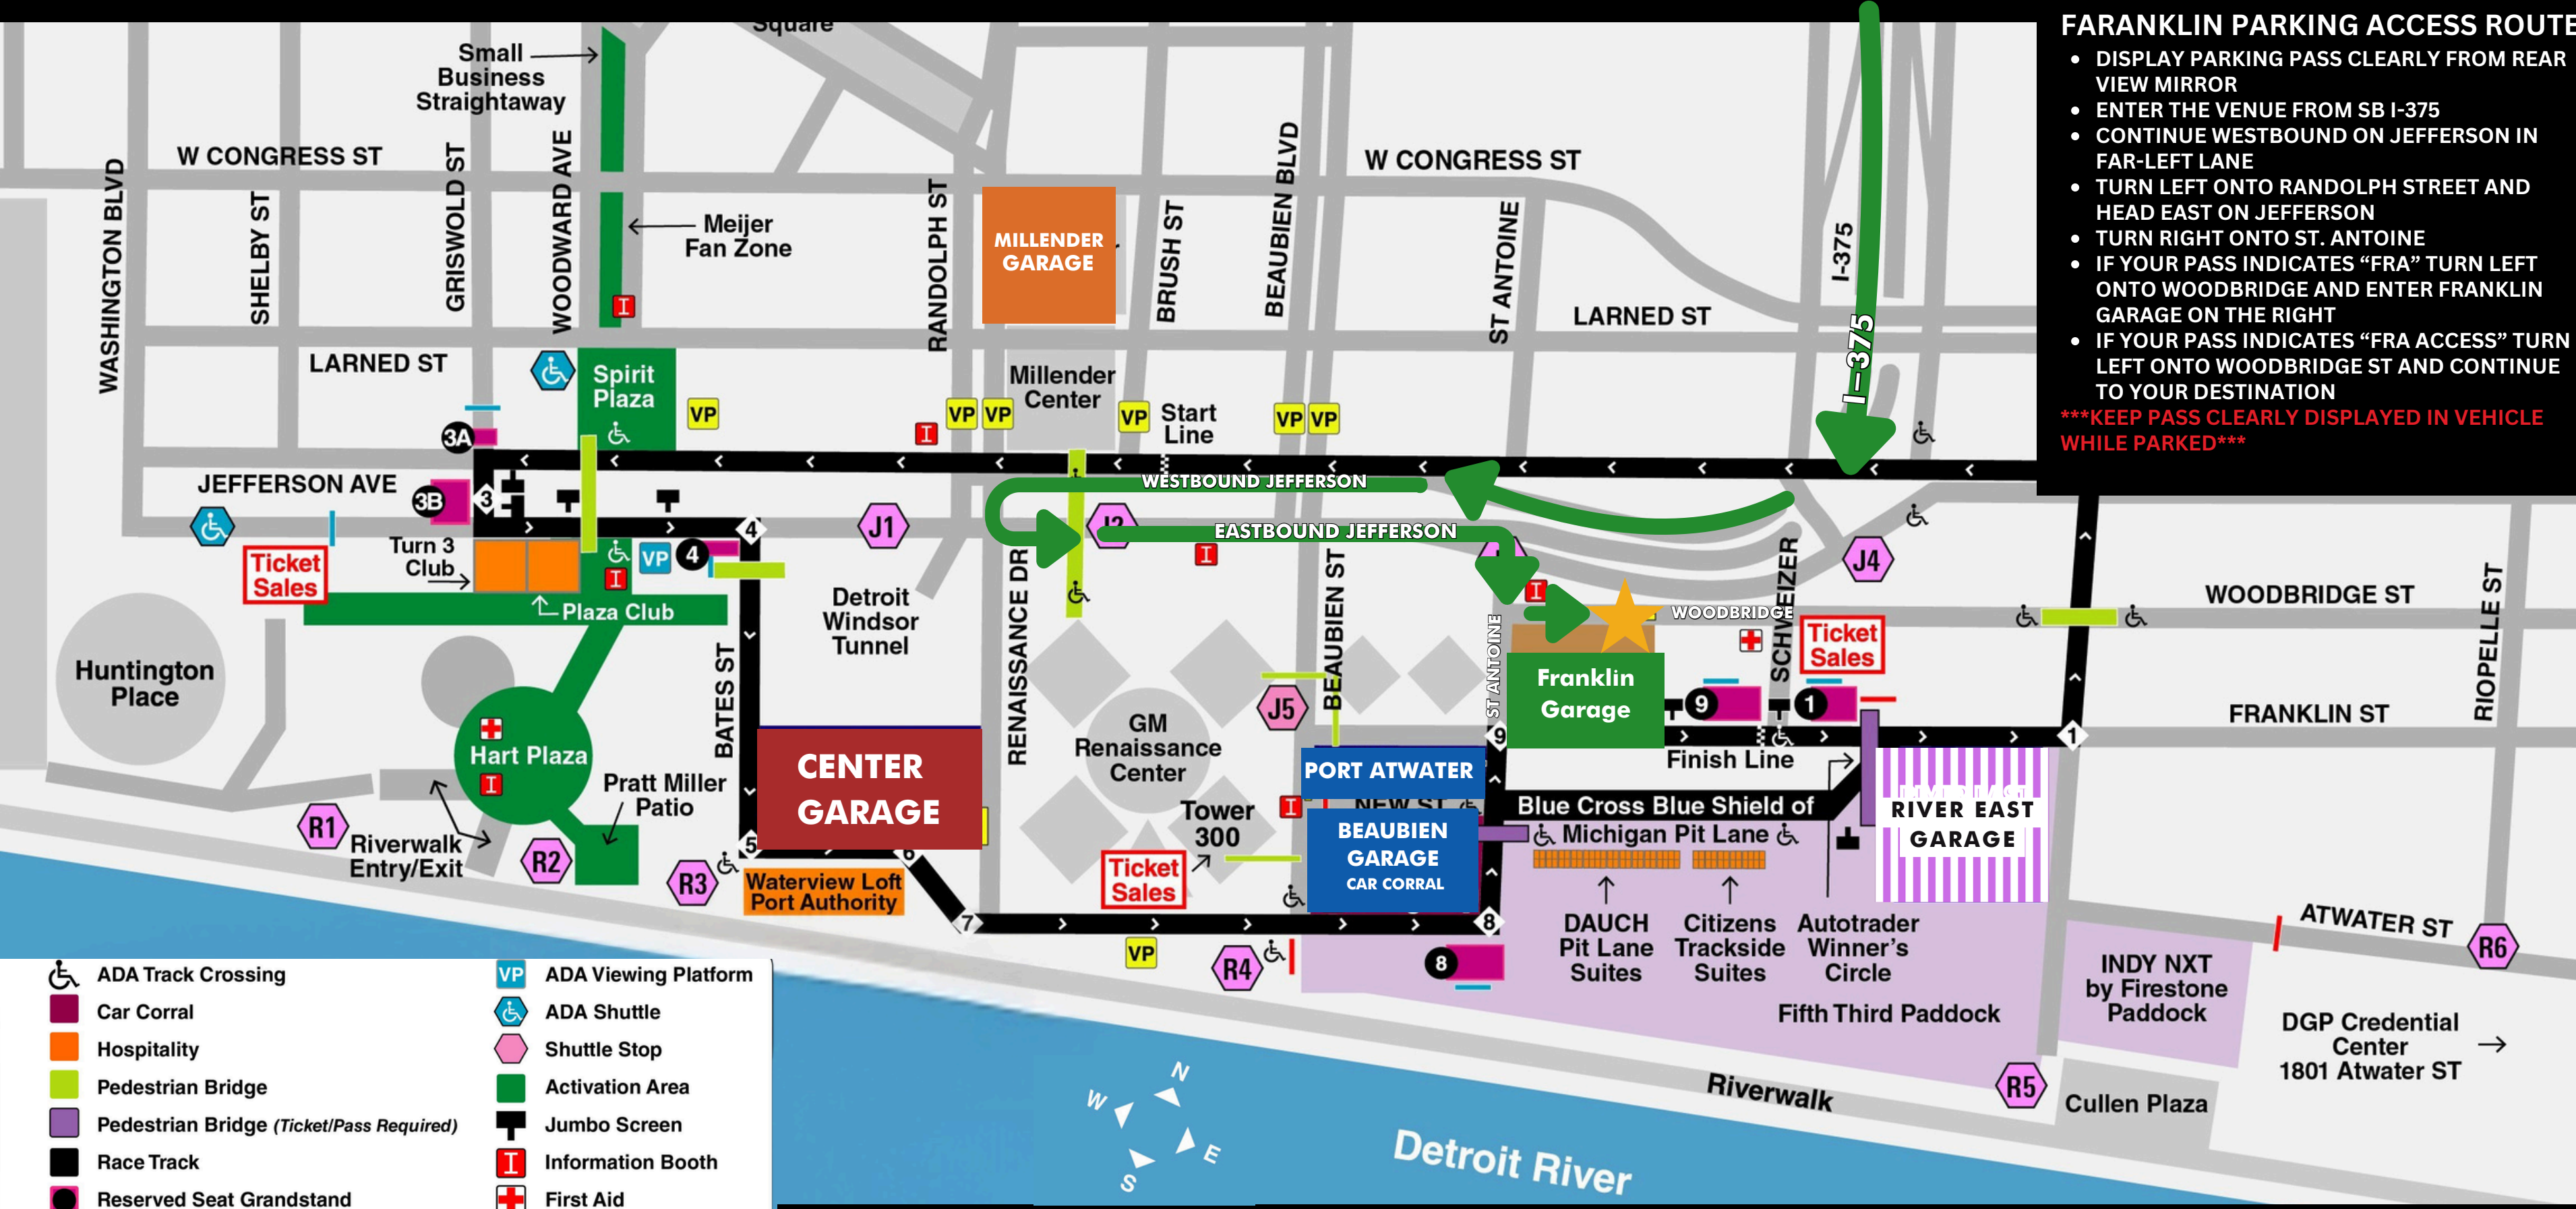 FARANKLIN PARKING ACCESS ROUTE
DISPLAY PARKING PASS CLEARLY FROM REAR
VIEW MIRROR
ENTER THE VENUE FROM SB I-375
CONTINUE WESTBOUND ON JEFFERSON IN
FAR-LEFT LANE
TURN LEFT ONTO RANDOLPH STREET AND
HEAD EAST ON JEFFERSON
TURN RIGHT ONTO ST. ANTOINE
IF YOUR PASS INDICATES “FRA” TURN LEFT
ONTO WOODBRIDGE AND ENTER FRANKLIN
GARAGE ON THE RIGHT
IF YOUR PASS INDICATES “FRA ACCESS” TURN
LEFT ONTO WOODBRIDGE ST AND CONTINUE
TO YOUR DESTINATION
***KEEP PASS CLEARLY DISPLAYED IN VEHICLE
WHILE PARKED***
Square
Small
Business
Straightaway
W CONGRESS ST
W CONGRESS ST
WASHINGTON BLVD
SHELBY ST
GRISWOLD ST
WOODWARD AVE
RANDOLPH ST
BRUSH ST
BEAUBIEN BLVD
ST ANTOINE
I-375
I-375
Meijer
Fan Zone
MILLENDER
GARAGE
I
LARNED ST
LARNED ST
Spirit
Plaza
VP
Millender
Center
VP
VP
VP
VP
VP
Start
Line
I
3A
JEFFERSON AVE
3B
3
WESTBOUND JEFFERSON
EASTBOUND JEFFERSON
4
J1
J2
J4
Ticket
Sales
Turn 3
Club
VP
4
I
I
I
Plaza Club
Detroit
Windsor
Tunnel
RENAISSANCE DR
BEAUBIEN ST
ST ANTOINE
WOODBRIDGE
SCHWEIZER
WOODBRIDGE ST
RIOPELLE ST
Ticket
Sales
Huntington
Place
BATES ST
Franklin
Garage
J5
9
1
GM
Renaissance
Center
9
1
FRANKLIN ST
Hart Plaza
I
CENTER
GARAGE
PORT ATWATER
Finish Line
Pratt Miller
Patio
NEW ST
Tower
300
I
Blue Cross Blue Shield of
Michigan Pit Lane
RIVER EAST
GARAGE
BEAUBIEN
GARAGE
CAR CORRAL
R1
Riverwalk
Entry/Exit
R2
R3
5
6
Waterview Loft
Port Authority
Ticket
Sales
7
8
DAUCH
Pit Lane
Suites
Citizens
Trackside
Suites
Autotrader
Winner's
Circle
ATWATER ST
R6
VP
R4
8
INDY NXT
by Firestone
Paddock
Fifth Third Paddock
DGP Credential
Center
1801 Atwater ST
R5
Riverwalk
Cullen Plaza
Detroit River
N
W
E
S
ADA Track Crossing
Car Corral
Hospitality
Pedestrian Bridge
Pedestrian Bridge (Ticket/Pass Required)
Race Track
Reserved Seat Grandstand
VP ADA Viewing Platform
ADA Shuttle
Shuttle Stop
Activation Area
Jumbo Screen
I Information Booth
First Aid